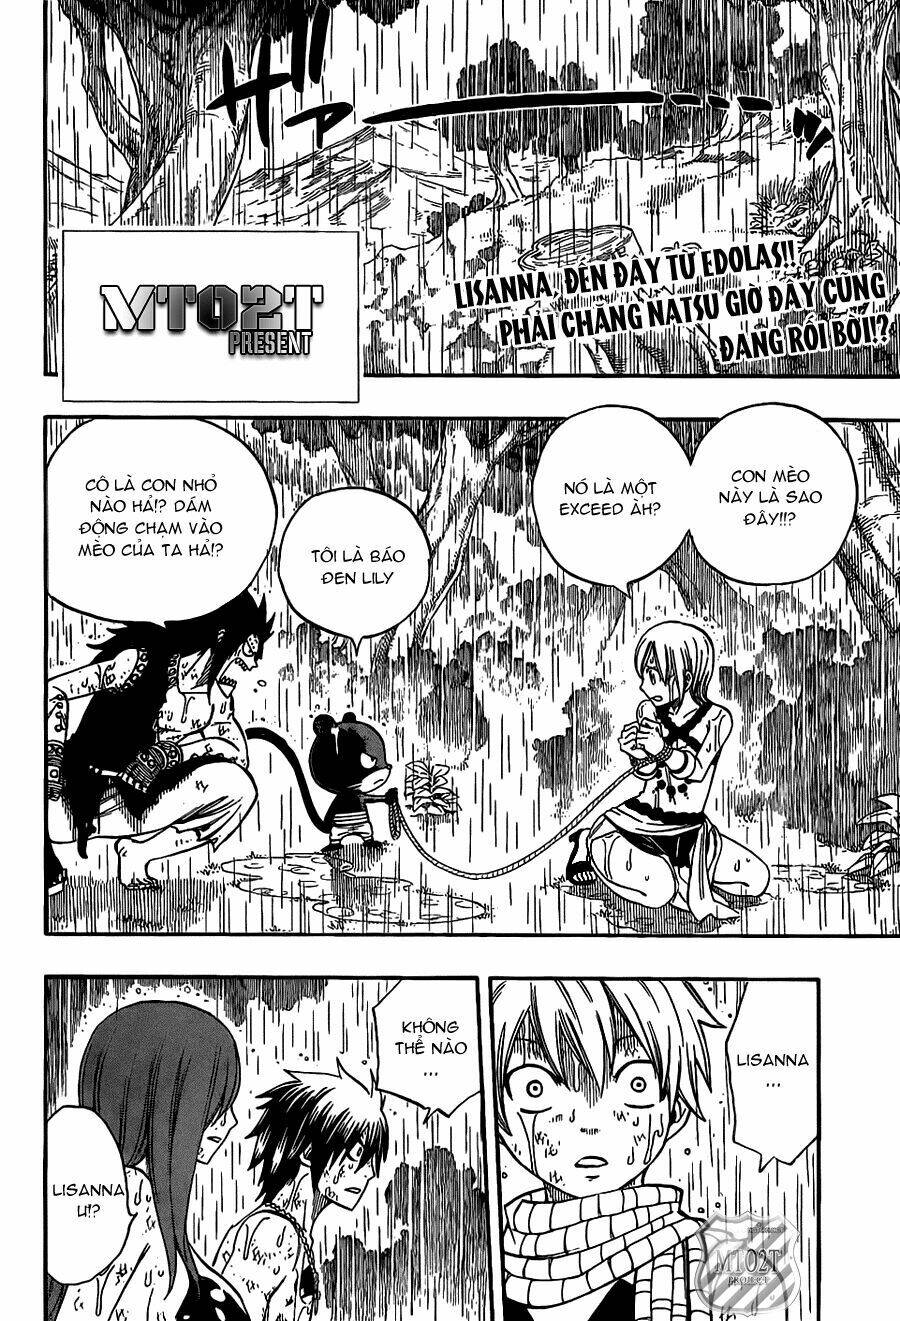 ザァ
MT02T
PRESENT
LISANNA, ĐẾN ĐÂY TỪ EDOLAS!!
PHẢI CHĂNG NATSU GIỜ ĐÂY CŨNG
ĐANG RỐI BỜI!?
CON MÈO
NÀY LÀ SAO
ĐÂY!!?
NÓ LÀ MỘT
EXCEED ÀH?
TÔI LÀ BÁO
ĐEN LILY
CÔ LÀ CON NHỎ
NÀO HẢ!? DÁM
ĐỘNG CHẠM VÀO
MÈO CỦA TA HẢ!?
LISANNA
...
KHÔNG
THỂ NÀO
...
LISANNA
Ư!?
MT02T
PROJECT